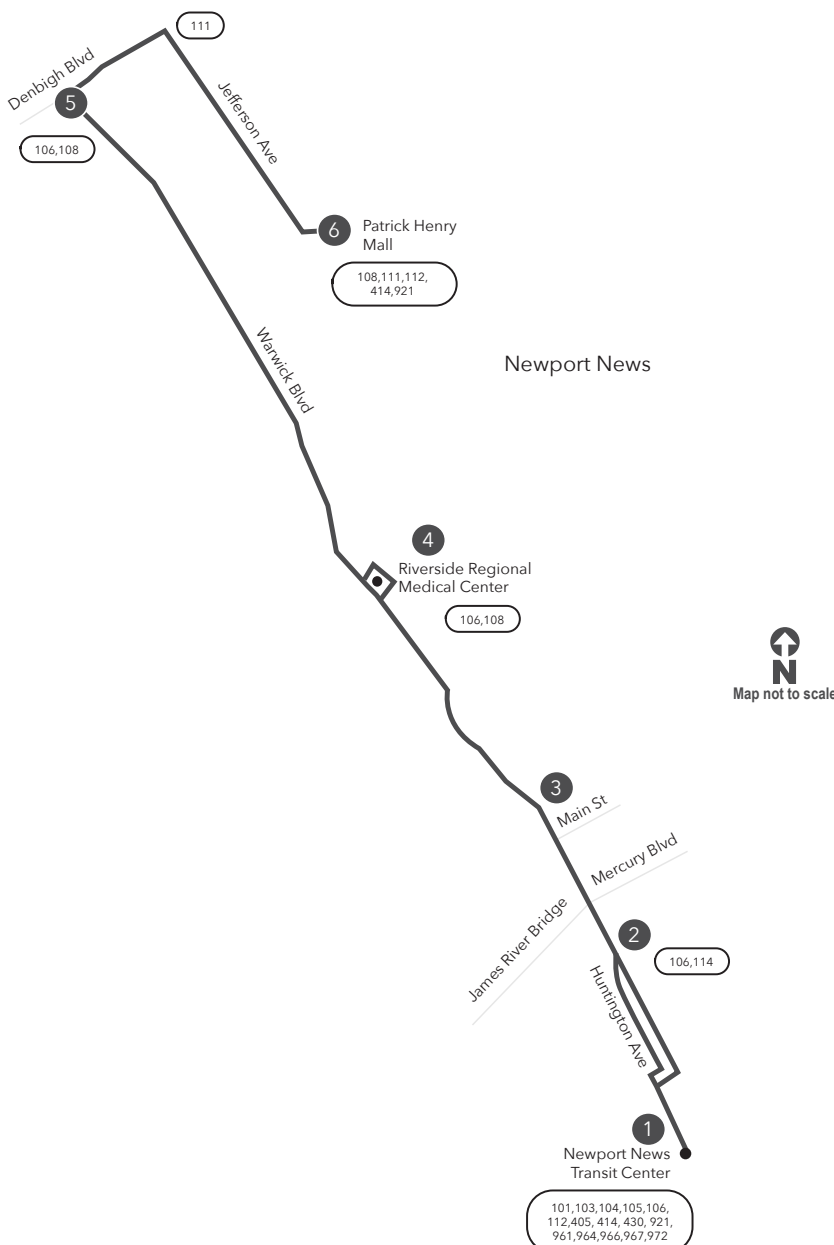 111
Denbigh Blvd
5
Jefferson Ave
106,108
6
Patrick Henry
Mall
108,111,112,
414,921
Warwick Blvd
Newport News
4
Riverside Regional
Medical Center
106,108
N
Map not to scale
3
Main St
Mercury Blvd
James River Bridge
2
106,114
Huntington Ave
1
Newport News
Transit Center
101,103,104,105,106,
112,405, 414, 430, 921,
961,964,966,967,972